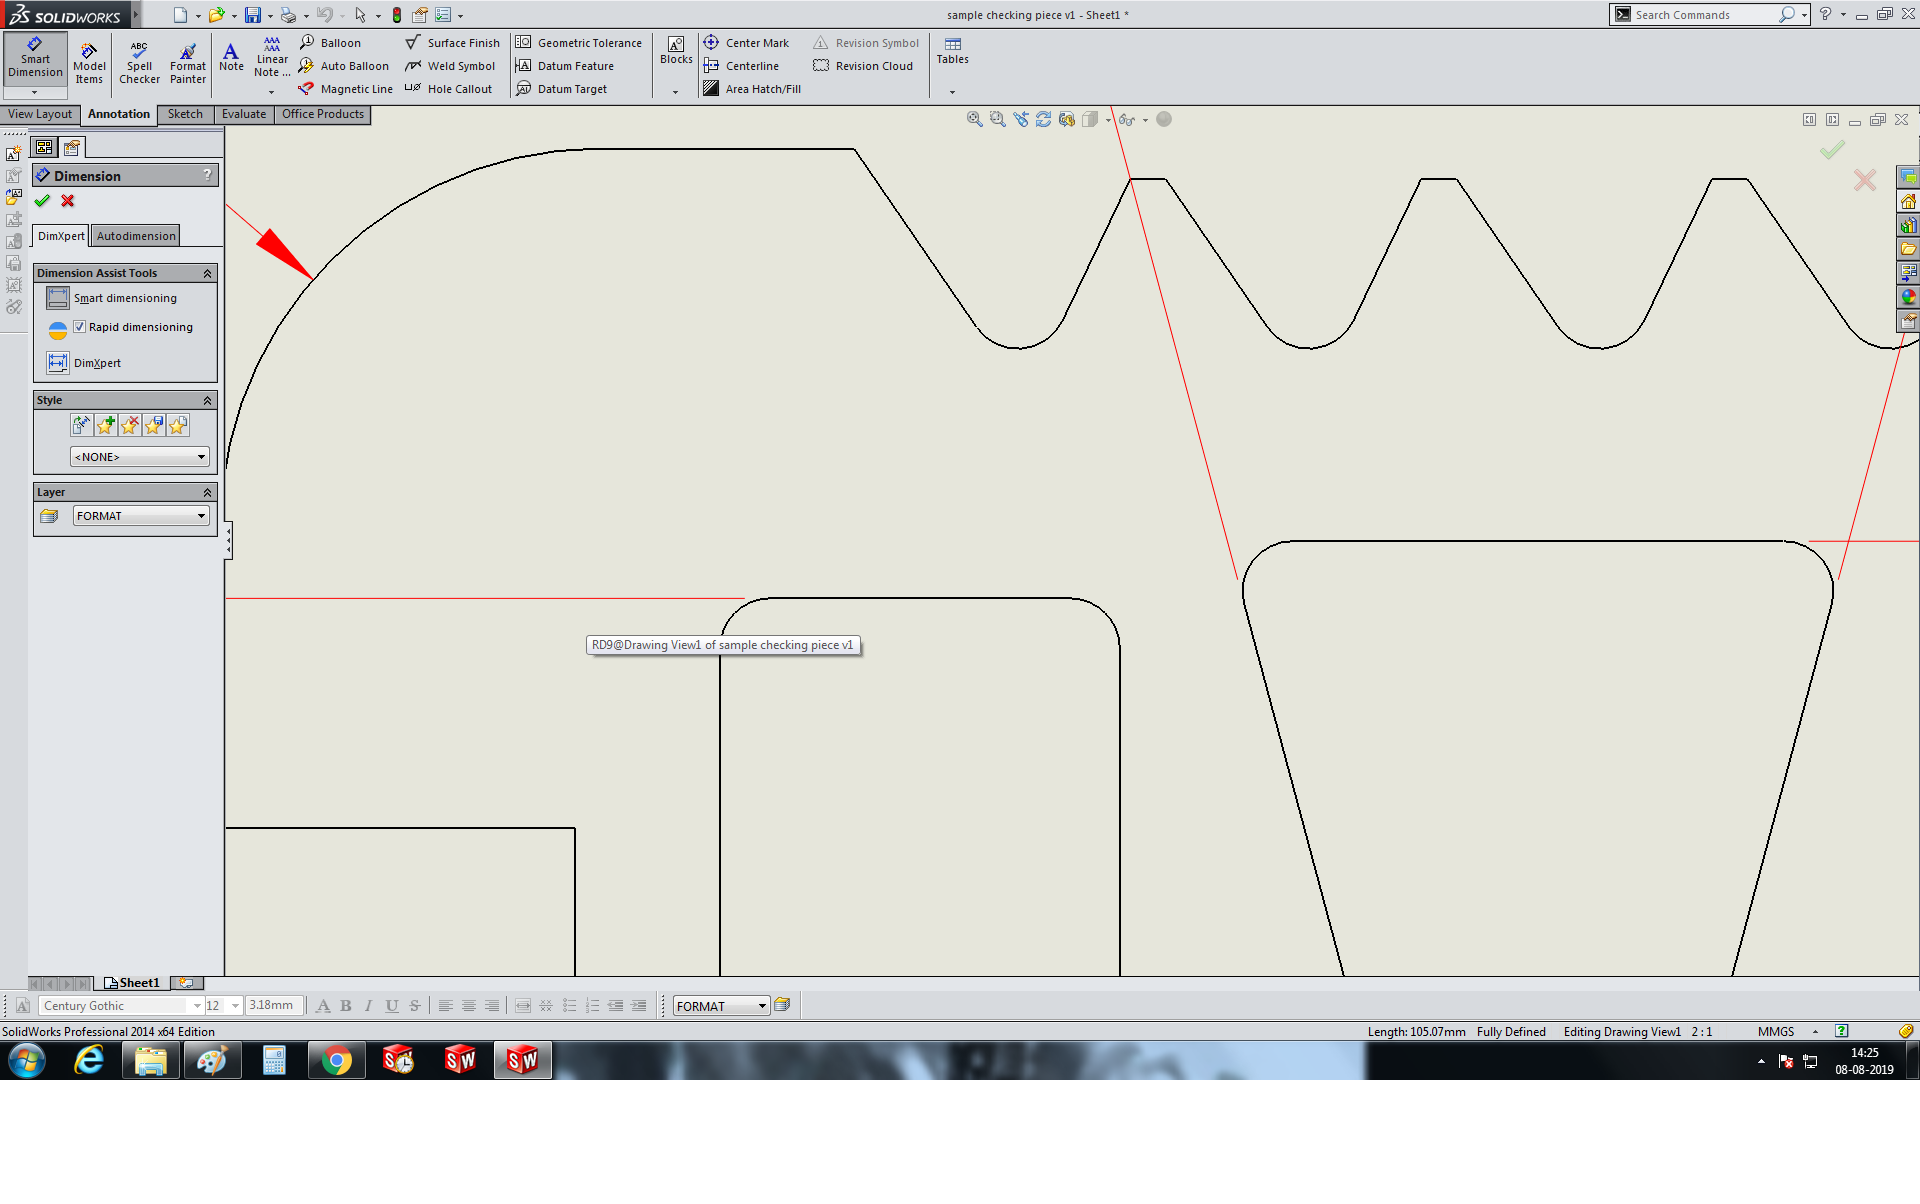 SOLIDWORKS
sample checking piece v1 - Sheet1 *
Search Commands
Smart Dimension
Model Items
ABC
Spell Checker
Format Painter
Note
Linear Note ...
Balloon
Auto Balloon
Magnetic Line
Surface Finish
Weld Symbol
Hole Callout
Geometric Tolerance
Datum Feature
Datum Target
Blocks
Center Mark
Centerline
Area Hatch/Fill
Revision Symbol
Revision Cloud
Tables
View Layout
Annotation
Sketch
Evaluate
Office Products
Dimension
?
DimXpert
Autodimension
Dimension Assist Tools
Smart dimensioning
Rapid dimensioning
DimXpert
Style
<NONE>
Layer
FORMAT
RD9@Drawing View1 of sample checking piece v1
Sheet1
Century Gothic
12
3.18mm
A B I U S
FORMAT
SolidWorks Professional 2014 x64 Edition
Length: 105.07mm
Fully Defined
Editing Drawing View1
2 : 1
MMGS
14:25
08-08-2019